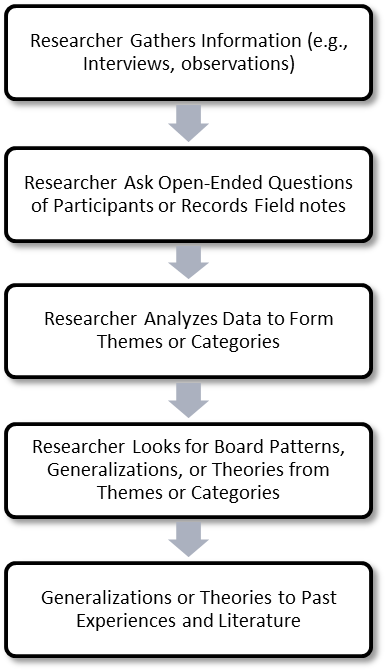 Researcher Gathers Information (e.g.,
Interviews, observations)
Researcher Ask Open-Ended Questions
of Participants or Records Field notes
Researcher Analyzes Data to Form
Themes or Categories
Researcher Looks for Board Patterns,
Generalizations, or Theories from
Themes or Categories
Generalizations or Theories to Past
Experiences and Literature